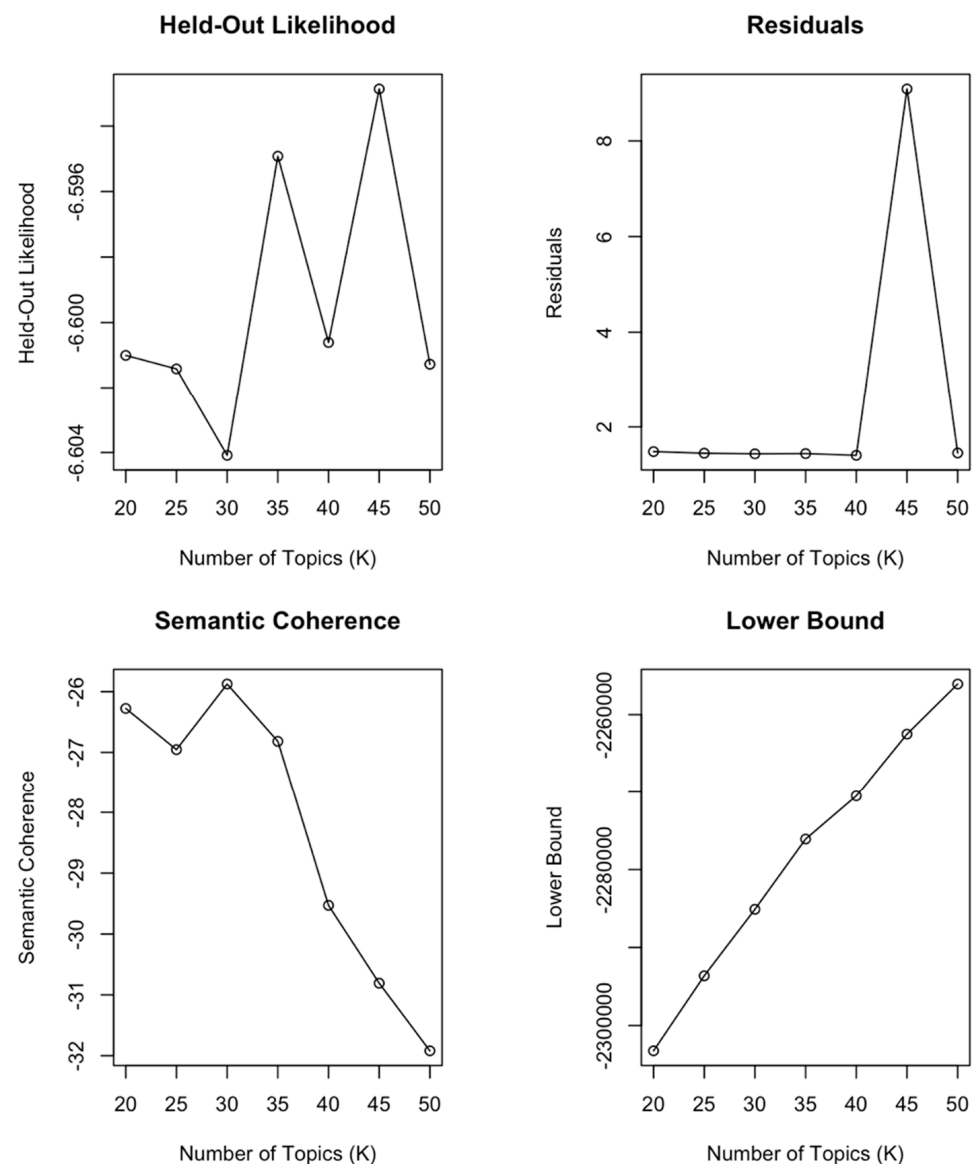 Held-Out Likelihood
Held-Out Likelihood
-6.596
-6.600
-6.604
20 25 30 35 40 45 50
Number of Topics (K)
Residuals
Residuals
8
6
4
2
20 25 30 35 40 45 50
Number of Topics (K)
Semantic Coherence
Semantic Coherence
-26
-27
-28
-29
-30
-31
-32
20 25 30 35 40 45 50
Number of Topics (K)
Lower Bound
Lower Bound
-2260000
-2280000
-2300000
20 25 30 35 40 45 50
Number of Topics (K)